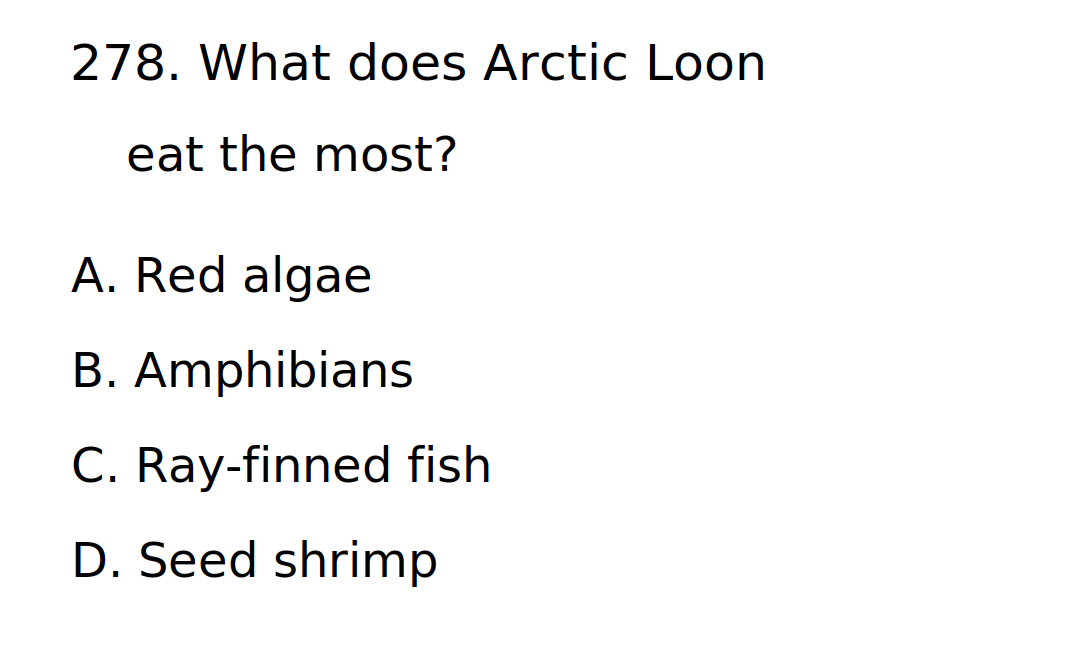 278. What does Arctic Loon
eat the most?
A. Red algae
B. Amphibians
C. Ray-finned fish
D. Seed shrimp